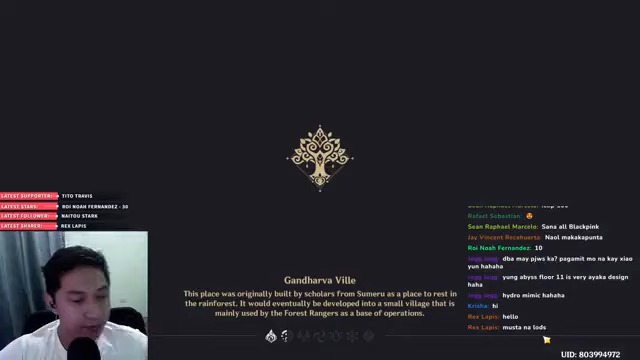 LATEST SUPPORTER: TITO TRAVIS
LATEST STARS: ROI NOAH FERNANDEZ - 30
LATEST FOLLOWER: NAITOU STARK
LATEST SHARER: REX LAPIS
Gandharva Ville
This place was originally built by scholars from Sumeru as a place to rest in
the rainforest. It would eventually be developed into a small village that is
mainly used by the Forest Rangers as a base of operations.
Rafael Sebastian: 😍
Sean Raphael Marcelo: Sana all Blackpink
Jay Vincent Recehuerta: Naol makakapunta
Roi Noah Fernandez: 10
dba may pjws ka? pagamit mo na kay xiao
yun hahaha
yung abyss floor 11 is very ayaka design
haha
hydro mimic hahaha
Krisha: hi
Rex Lapis: hello
Rex Lapis: musta na lods
UID: 803994972